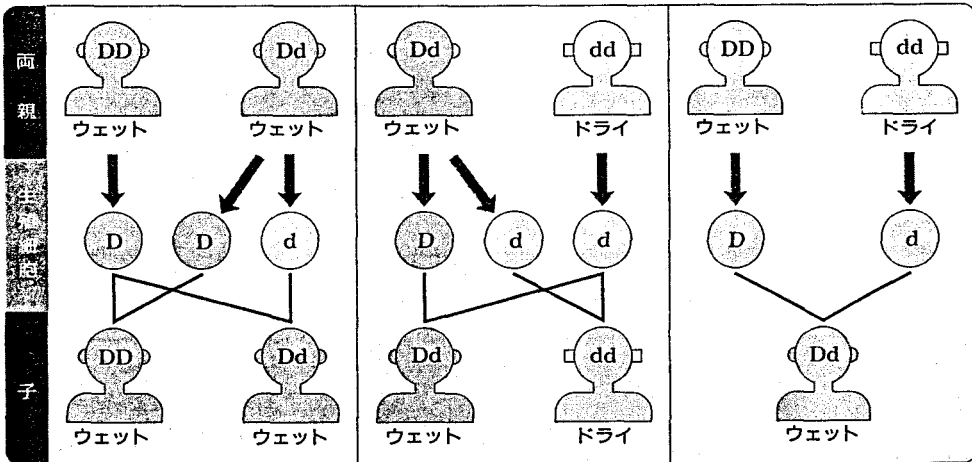 両親
DD Dd Dd dd DD dd
ウェット ウェット ウェット ドライ ウェット ドライ
生殖細胞
D D d D d d D d
子
DD Dd Dd dd Dd
ウェット ウェット ウェット ドライ ウェット